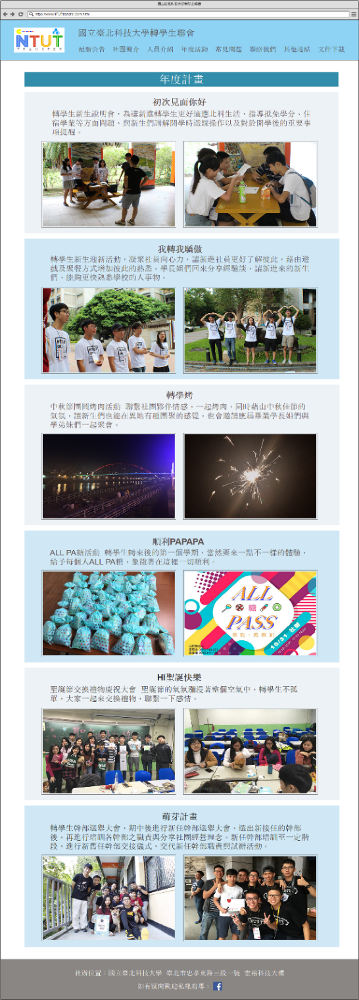 國立臺北科技大學轉學生聯會
https://www.NTUTtransfer.com.html
NTUT
TRANSFER
國立臺北科技大學轉學生聯會
最新公告 社團簡介 人員介紹 年度活動 常見問題 聯絡我們 其他連結 文件下載
年度計畫
初次見面你好
轉學生新生說明會，為讓新進轉學生更好適應北科生活，指導抵免學分、住
宿學業等方面問題，與新生們講解開學時選課操作以及對於開學後的重要事
項提醒。
我轉我驕傲
轉學生新生迎新活動，凝聚社員向心力，讓新進社員更好了解彼此，藉由遊
戲及聚餐方式增加彼此的熟悉。學長姐們回來分享經驗談，讓新進來的新生
們，能夠更快熟悉學校的人事物。
轉學烤
中秋節團圓烤肉活動 聯繫社團夥伴情感，一起烤肉，同時藉由中秋佳節的
氣氛，讓新生們也能在異地有種團聚的感覺，也會邀請應屆畢業學長姐們與
學弟妹們一起聚會。
順利PAPAPA
ALL PA糖活動 轉學生轉來後的第一個學期，當然要來一點不一樣的體驗，
給予每個人ALL PA糖，象徵著在這裡一切順利。
ALL
糖
PASS
來吃，就擁趴
10/31 社辦
HI聖誕快樂
聖誕節交換禮物慶祝大會 聖誕節的氣氛瀰漫著整個空氣中，轉學生不孤
單，大家一起來交換禮物，聯繫一下感情。
萌芽計畫
轉學生幹部選舉大會、期中後進行新任幹部選舉大會、選出新接任的幹部
後，再進行培訓各幹部之職責與分享社團經營理念。新任幹部培訓至一定階
段、進行新舊任幹部交接儀式、交代新任幹部職責與試辦活動。
社辦位置：國立臺北科技大學 臺北市忠孝東路三段一號 宏裕科技大樓
如有疑問歡迎私訊粉專：